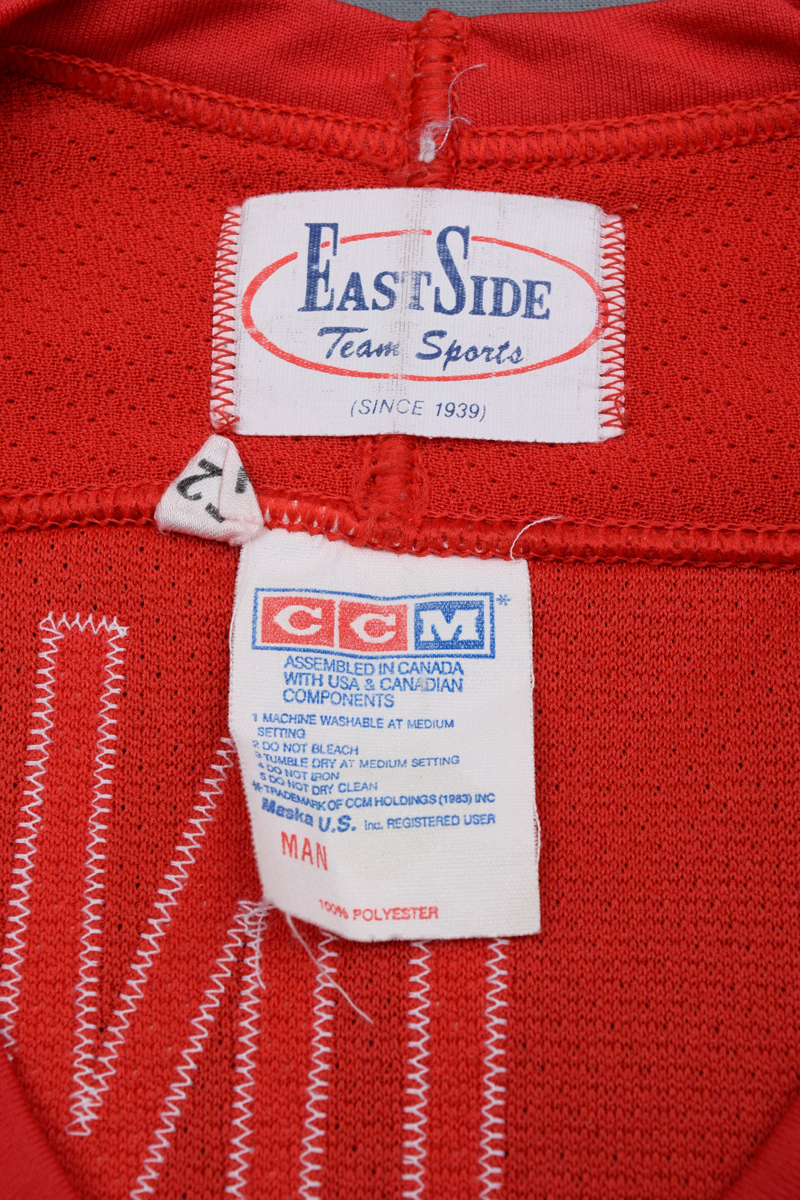 EASTSIDE
Team Sports
(SINCE 1939)
CCM*
ASSEMBLED IN CANADA
WITH USA & CANADIAN
COMPONENTS
1 MACHINE WASHABLE AT MEDIUM
SETTING
2 DO NOT BLEACH
3 TUMBLE DRY AT MEDIUM SETTING
4 DO NOT IRON
5 DO NOT DRY CLEAN
* TRADEMARK OF CCM HOLDINGS (1983) INC
Maska U.S. Inc. REGISTERED USER
MAN
100% POLYESTER